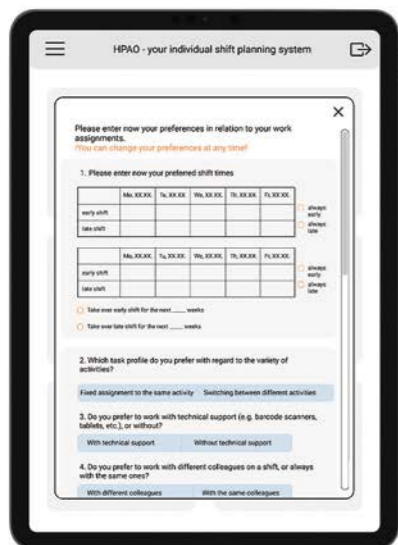 HPAO - your individual shift planning system
Please enter now your preferences in relation to your work
assignments.
!You can change your preferences at any time!
1. Please enter now your preferred shift times
Mo, XX.XX. Tu, XX.XX. We, XX.XX. Th, XX.XX. Fr, XX.XX.
early shift
always
early
late shift
always
late
Mo, XX.XX. Tu, XX.XX. We, XX.XX. Th, XX.XX. Fr, XX.XX.
early shift
always
early
late shift
always
late
Take over early shift for the next ____ weeks
Take over late shift for the next ____ weeks
2. Which task profile do you prefer with regard to the variety of
activities?
Fixed assignment to the same activity Switching between different activities
3. Do you prefer to work with technical support (e.g. barcode scanners,
tablets, etc.), or without?
With technical support Without technical support
4. Do you prefer to work with different colleagues on a shift, or always
with the same ones?
With different colleagues With the same colleagues